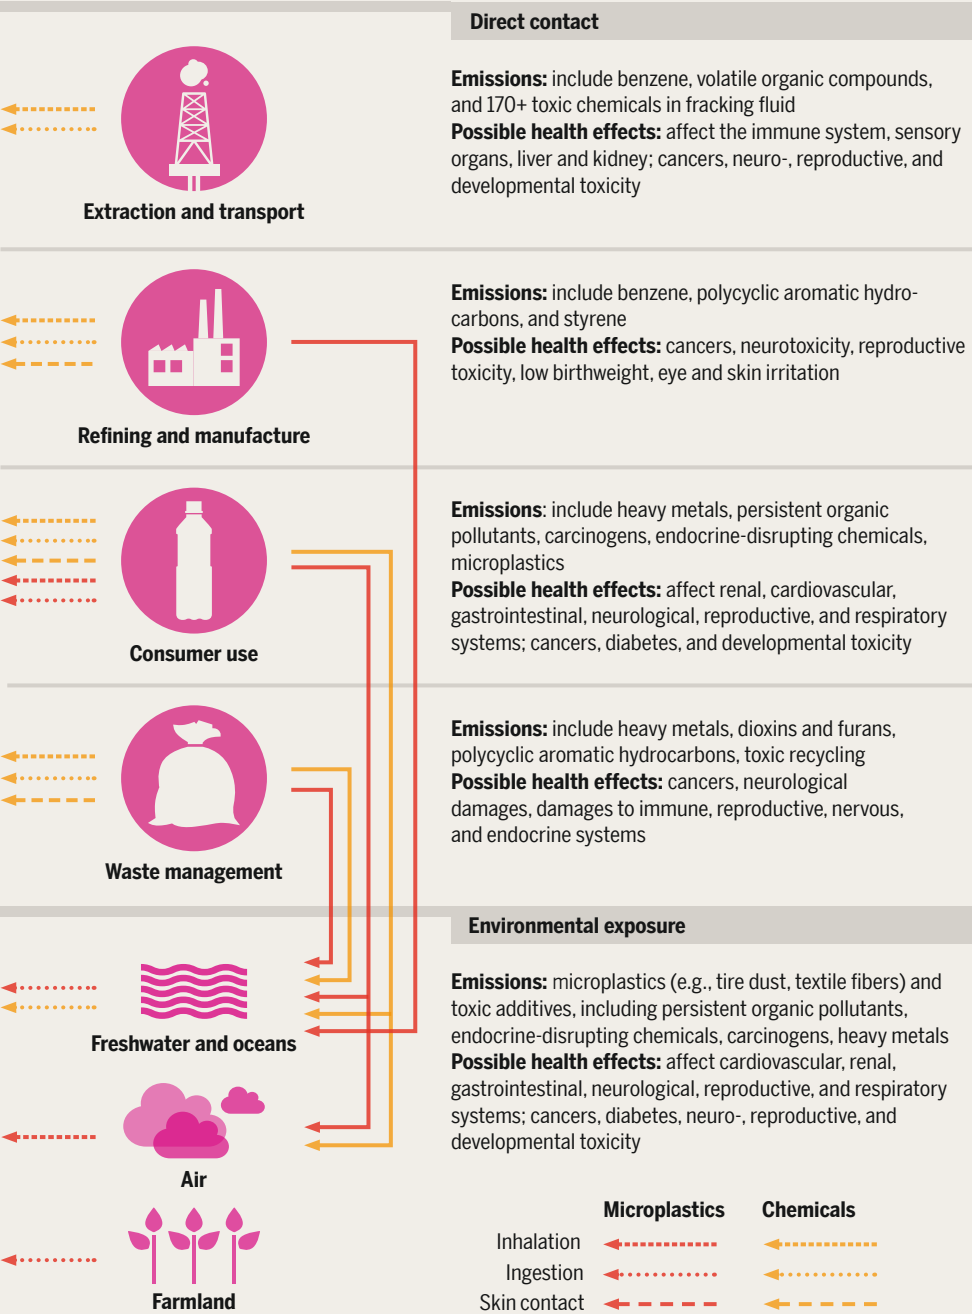 Direct contact
Emissions: include benzene, volatile organic compounds,
and 170+ toxic chemicals in fracking fluid
Possible health effects: affect the immune system, sensory
organs, liver and kidney; cancers, neuro-, reproductive, and
developmental toxicity
Extraction and transport
Emissions: include benzene, polycyclic aromatic hydro-
carbons, and styrene
Possible health effects: cancers, neurotoxicity, reproductive
toxicity, low birthweight, eye and skin irritation
Refining and manufacture
Emissions: include heavy metals, persistent organic
pollutants, carcinogens, endocrine-disrupting chemicals,
microplastics
Possible health effects: affect renal, cardiovascular,
gastrointestinal, neurological, reproductive, and respiratory
systems; cancers, diabetes, and developmental toxicity
Consumer use
Emissions: include heavy metals, dioxins and furans,
polycyclic aromatic hydrocarbons, toxic recycling
Possible health effects: cancers, neurological
damages, damages to immune, reproductive, nervous,
and endocrine systems
Waste management
Environmental exposure
Emissions: microplastics (e.g., tire dust, textile fibers) and
toxic additives, including persistent organic pollutants,
endocrine-disrupting chemicals, carcinogens, heavy metals
Possible health effects: affect cardiovascular, renal,
gastrointestinal, neurological, reproductive, and respiratory
systems; cancers, diabetes, neuro-, reproductive, and
developmental toxicity
Freshwater and oceans
Air
Farmland
Microplastics Chemicals
Inhalation
Ingestion
Skin contact